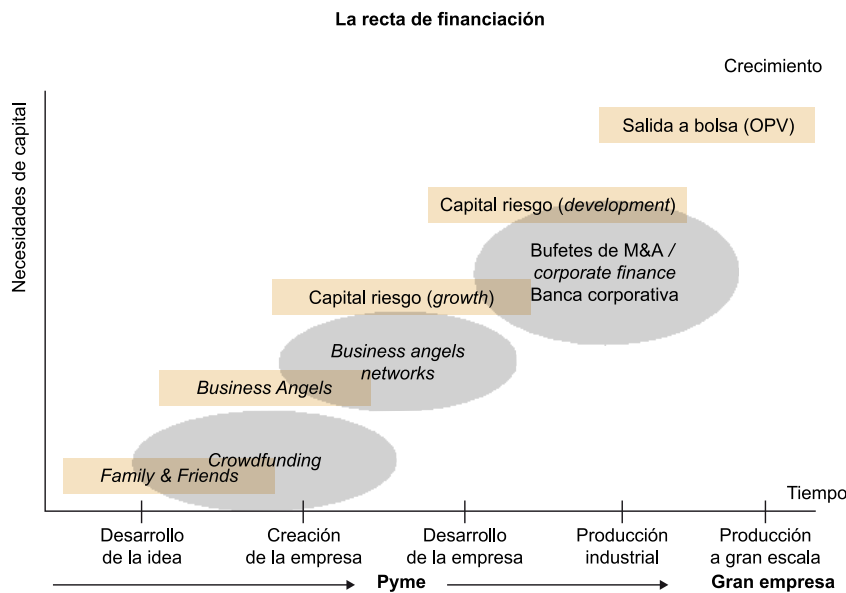 La recta de financiación
Crecimiento
Necesidades de capital
Salida a bolsa (OPV)
Capital riesgo (development)
Bufetes de M&A /
corporate finance
Banca corporativa
Capital riesgo (growth)
Business angels
networks
Business Angels
Crowdfunding
Family & Friends
Tiempo
Desarrollo
de la idea
Creación
de la empresa
Desarrollo
de la empresa
Producción
industrial
Producción
a gran escala
Pyme
Gran empresa